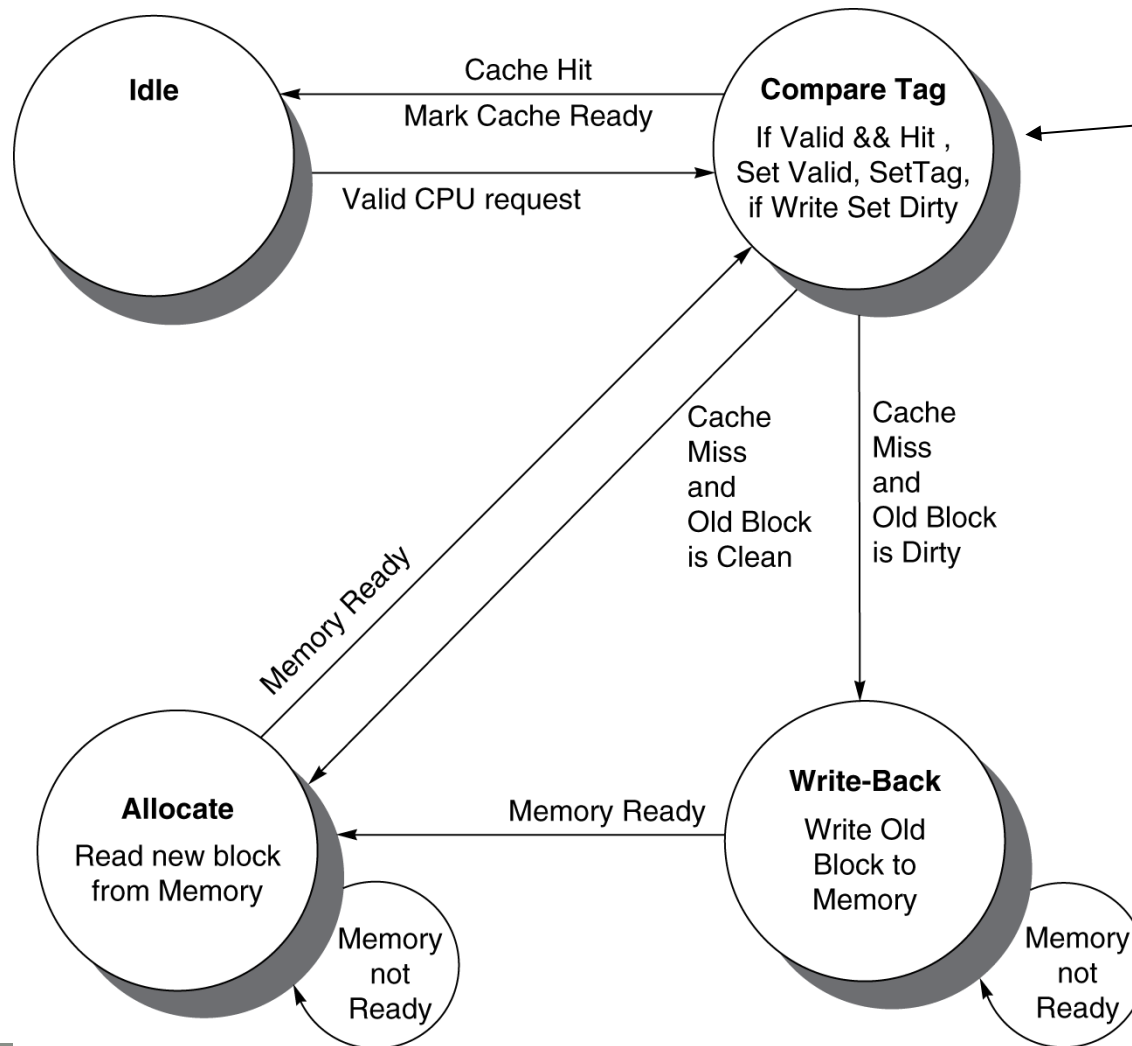 Idle
Cache Hit
Mark Cache Ready
Valid CPU request
Compare Tag
If Valid && Hit ,
Set Valid, SetTag,
if Write Set Dirty
Cache
Miss
and
Old Block
is Clean
Cache
Miss
and
Old Block
is Dirty
Memory Ready
Allocate
Read new block
from Memory
Memory Ready
Write-Back
Write Old
Block to
Memory
Memory
not
Ready
Memory
not
Ready